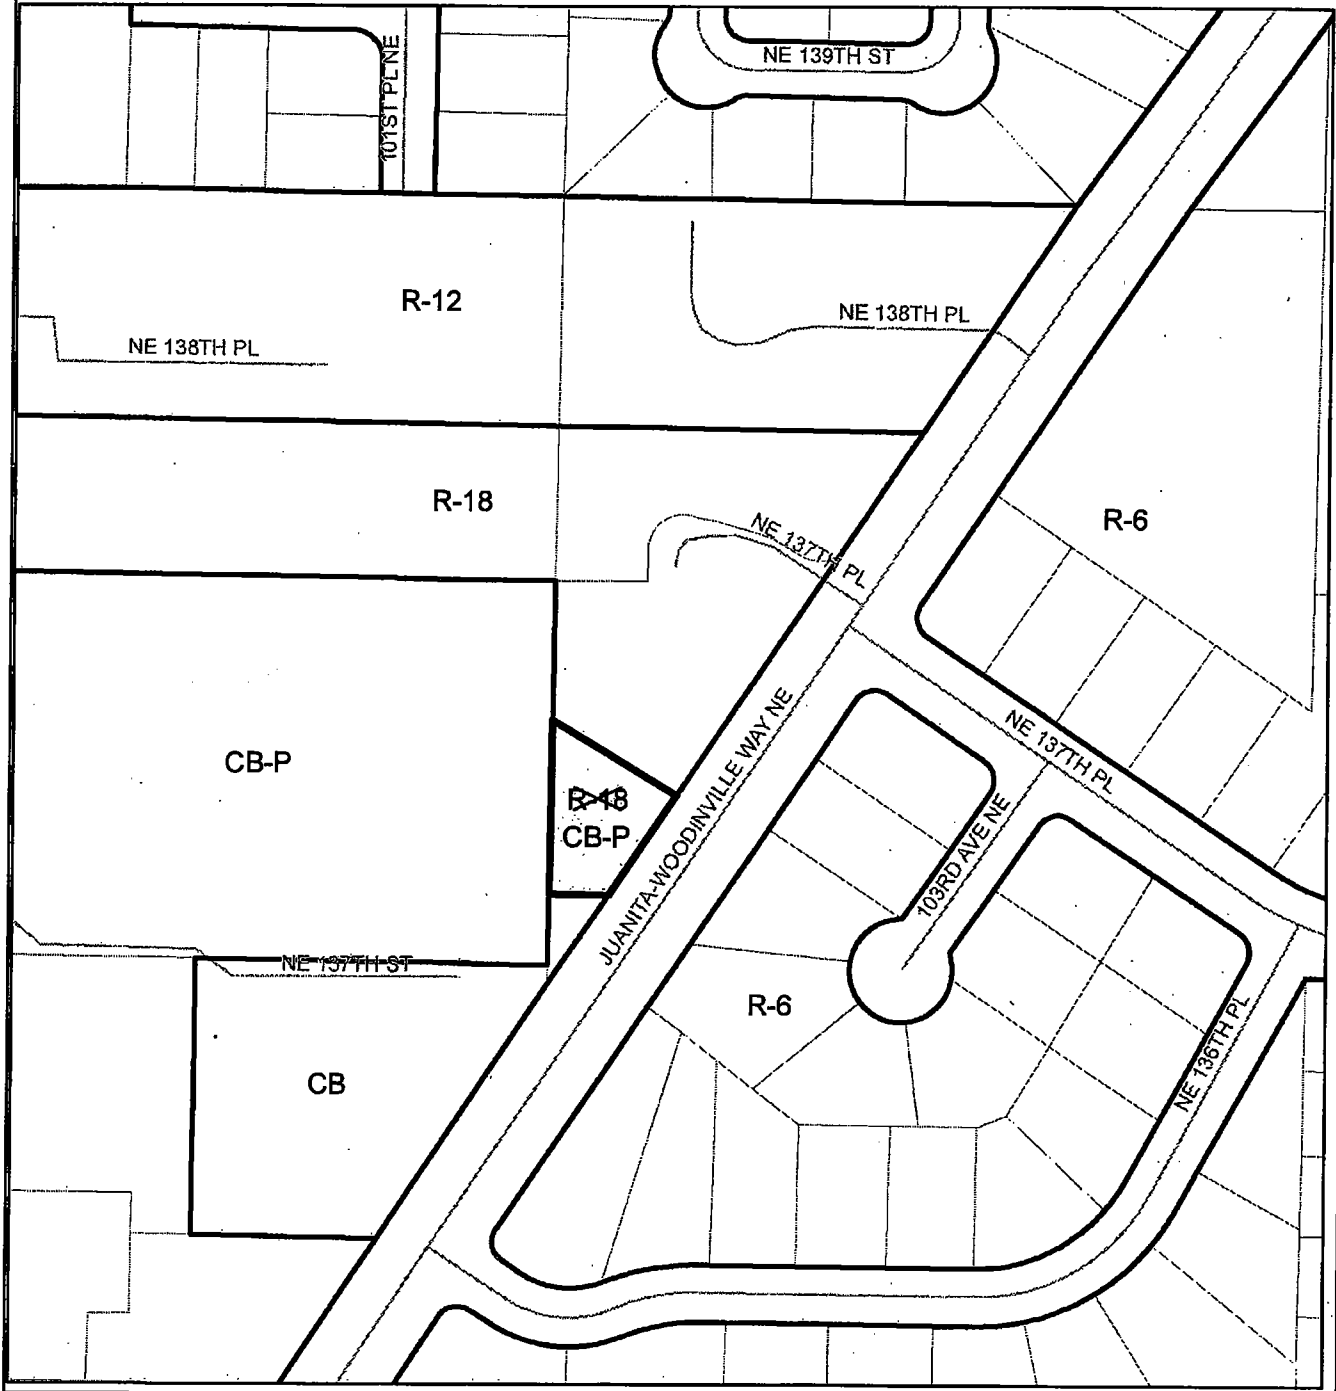 NE 139TH ST
101ST PL NE
R-12
NE 138TH PL
NE 138TH PL
R-18
NE 137TH PL
R-6
CB-P
R-18
CB-P
JUANITA-WOODINVILLE WAY NE
NE 137TH PL
103RD AVE NE
NE 137TH ST
R-6
NE 136TH PL
CB